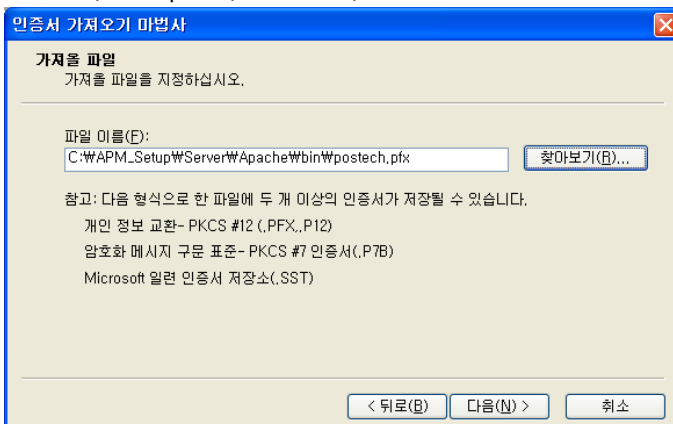 인증서 가져오기 마법사
가져올 파일
가져올 파일을 지정하십시오.
파일 이름(F):
C:₩APM_Setup₩Server₩Apache₩bin₩postech.pfx
찾아보기(R)...
참고: 다음 형식으로 한 파일에 두 개 이상의 인증서가 저장될 수 있습니다.
개인 정보 교환- PKCS #12 (.PFX,.P12)
암호화 메시지 구문 표준- PKCS #7 인증서(.P7B)
Microsoft 일련 인증서 저장소(.SST)
< 뒤로(B) 다음(N) > 취소